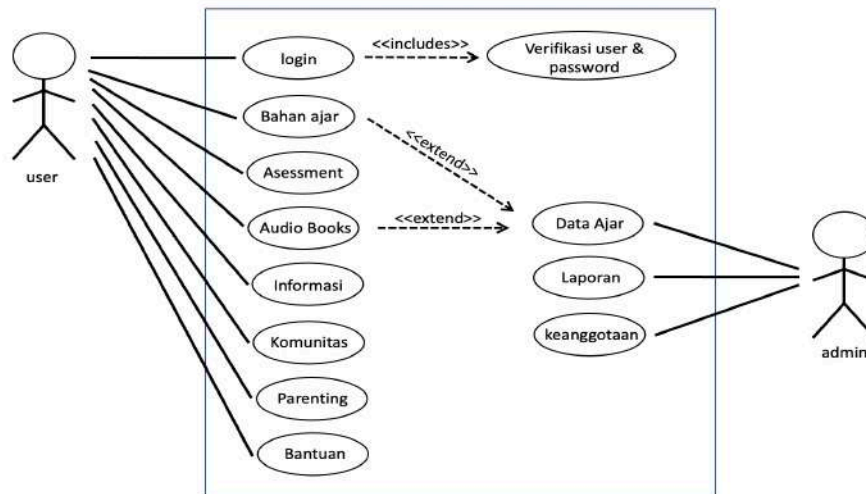 login
<<includes>>
Verifikasi user &
password
Bahan ajar
<<extend>>
user
Asessment
Audio Books
<<extend>>
Data Ajar
Informasi
Laporan
Komunitas
keanggotaan
admin
Parenting
Bantuan